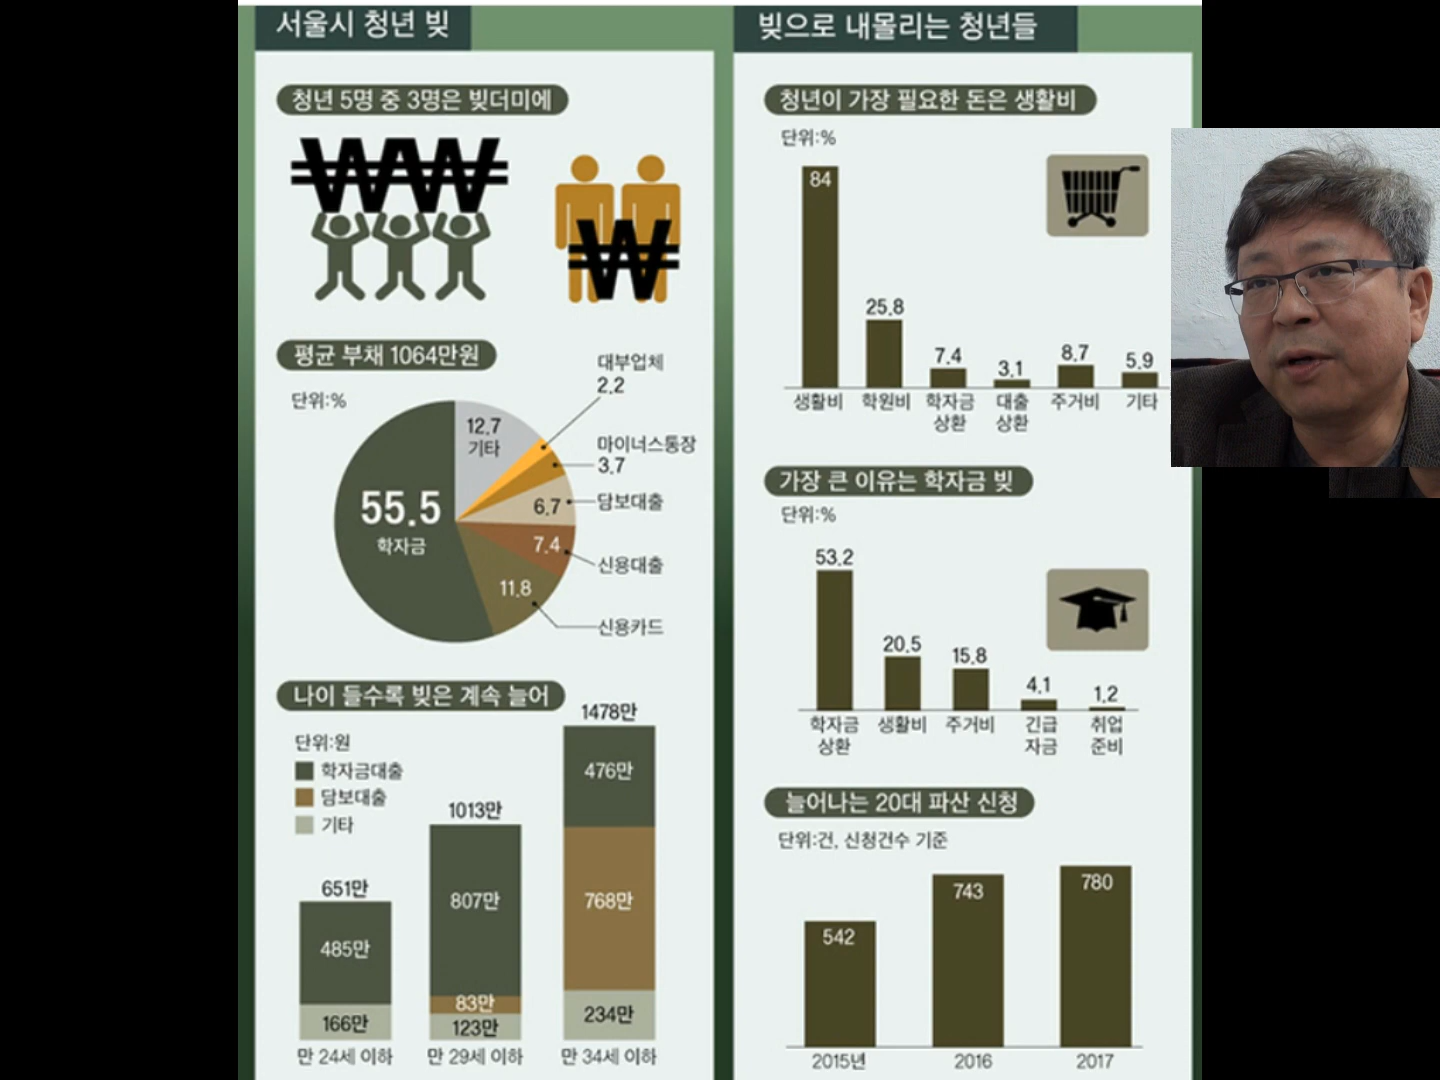 서울시 청년 빚
청년 5명 중 3명은 빚더미에
평균 부채 1064만원
단위:%
대부업체
2.2
12.7
기타
마이너스통장
3.7
55.5
학자금
6.7
담보대출
7.4
신용대출
11.8
신용카드
나이 들수록 빚은 계속 늘어
단위:원
학자금대출
담보대출
기타
651만
485만
166만
만 24세 이하
1013만
807만
83만
123만
만 29세 이하
1478만
476만
768만
234만
만 34세 이하
빚으로 내몰리는 청년들
청년이 가장 필요한 돈은 생활비
단위:%
84
25.8
7.4
3.1
8.7
5.9
생활비
학원비
학자금
상환
대출
상환
주거비
기타
가장 큰 이유는 학자금 빚
단위:%
53.2
20.5
15.8
4.1
1.2
학자금
상환
생활비
주거비
긴급
자금
취업
준비
늘어나는 20대 파산 신청
단위:건, 신청건수 기준
542
743
780
2015년
2016
2017